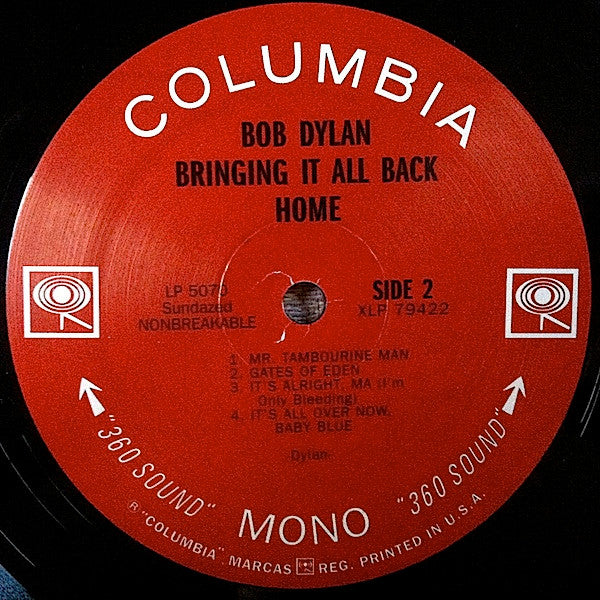 COLUMBIA
BOB DYLAN
BRINGING IT ALL BACK
HOME
LP 5070
Sundazed
NONBREAKABLE
SIDE 2
XLP 79422
1. MR. TAMBOURINE MAN
2. GATES OF EDEN
3. IT'S ALRIGHT, MA (I'm
Only Bleeding)
4. IT'S ALL OVER NOW,
BABY BLUE
-Dylan-
"360 SOUND"
MONO
"360 SOUND"
® "COLUMBIA". MARCAS REG. PRINTED IN U.S.A.